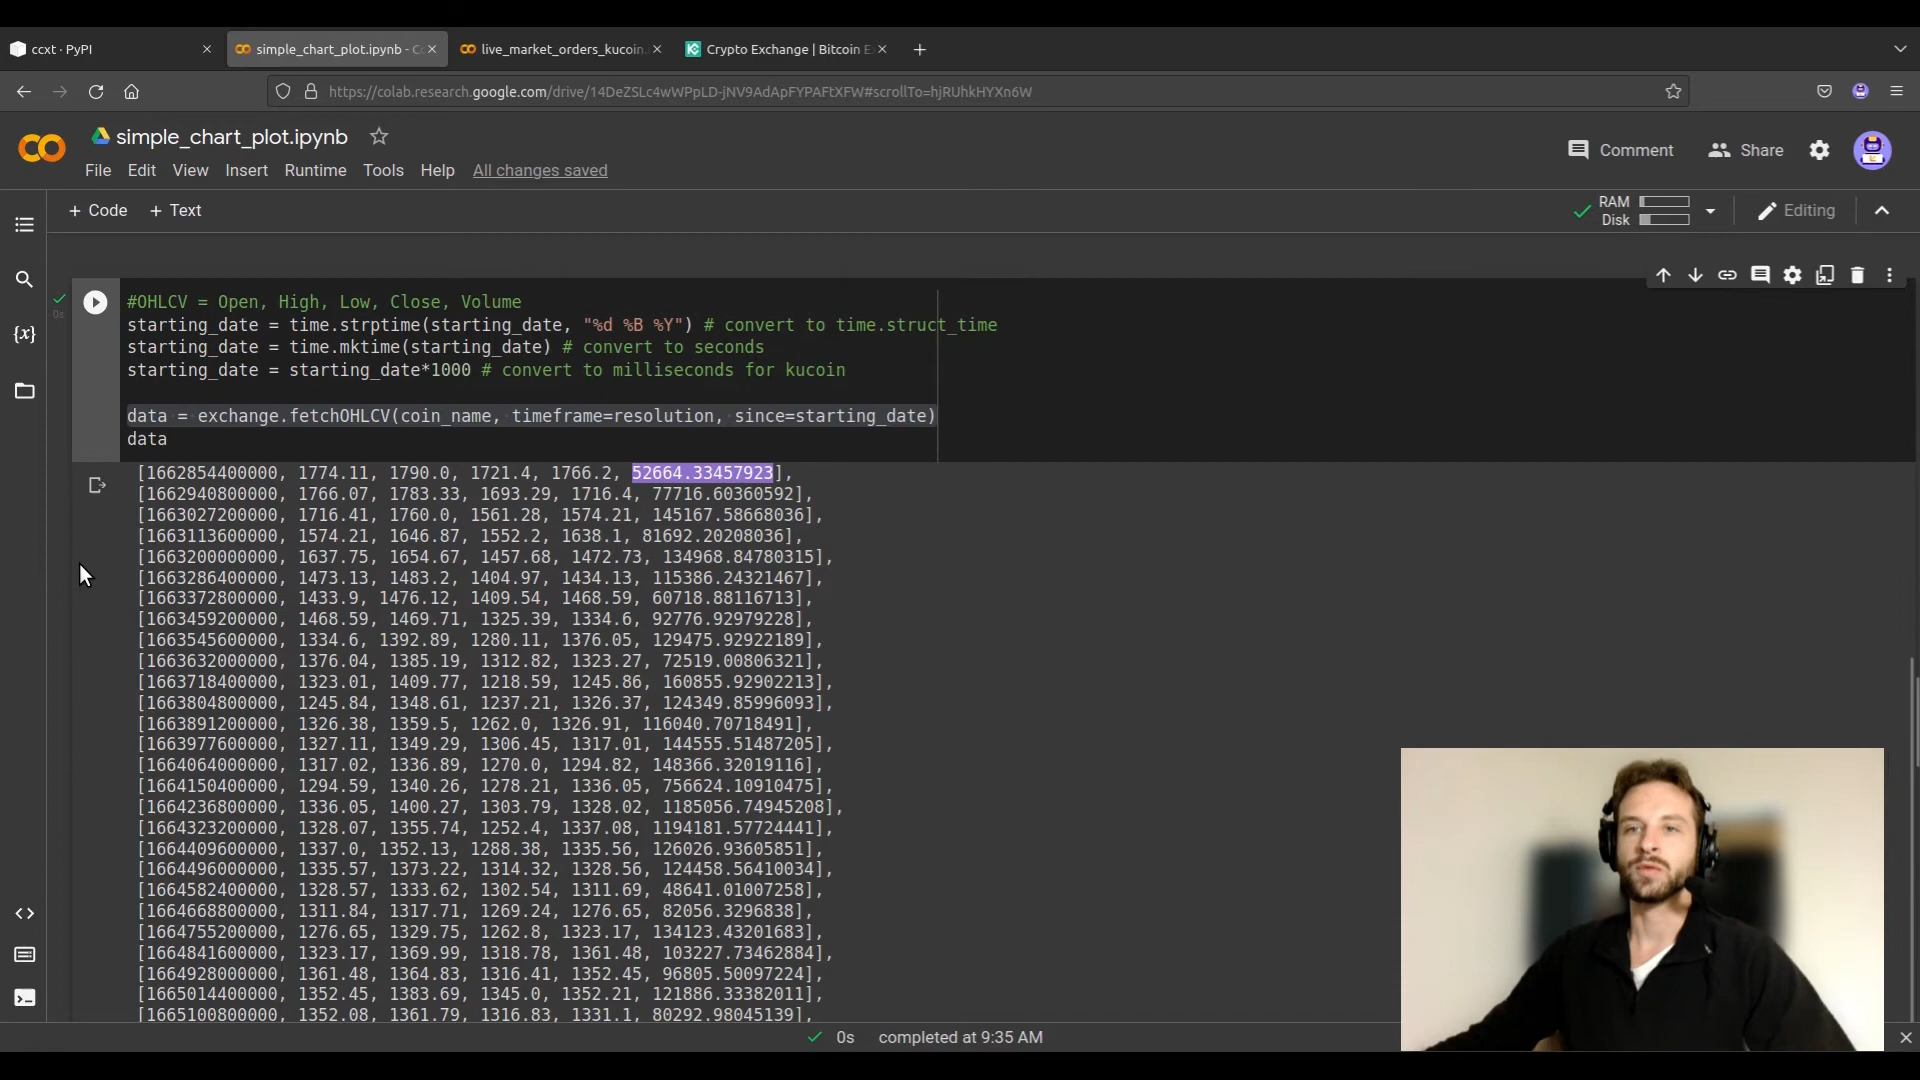 ccxt · PyPI
simple_chart_plot.ipynb - C
live_market_orders_kucoin.
Crypto Exchange | Bitcoin E
https://colab.research.google.com/drive/14DeZSLc4wWPpLD-jNV9AdApFYPAFtXFW#scrollTo=hjRUhkHYXn6W
simple_chart_plot.ipynb
Comment
Share
File Edit View Insert Runtime Tools Help All changes saved
+ Code + Text
RAM
Disk
Editing
0s
#OHLCV = Open, High, Low, Close, Volume
starting_date = time.strptime(starting_date, "%d %B %Y") # convert to time.struct_time
starting_date = time.mktime(starting_date) # convert to seconds
starting_date = starting_date*1000 # convert to milliseconds for kucoin
data = exchange.fetchOHLCV(coin_name, timeframe=resolution, since=starting_date)
data
[1662854400000, 1774.11, 1790.0, 1721.4, 1766.2, 52664.33457923],
[1662940800000, 1766.07, 1783.33, 1693.29, 1716.4, 77716.60360592],
[1663027200000, 1716.41, 1760.0, 1561.28, 1574.21, 145167.58668036],
[1663113600000, 1574.21, 1646.87, 1552.2, 1638.1, 81692.20208036],
[1663200000000, 1637.75, 1654.67, 1457.68, 1472.73, 134968.84780315],
[1663286400000, 1473.13, 1483.2, 1404.97, 1434.13, 115386.24321467],
[1663372800000, 1433.9, 1476.12, 1409.54, 1468.59, 60718.88116713],
[1663459200000, 1468.59, 1469.71, 1325.39, 1334.6, 92776.92979228],
[1663545600000, 1334.6, 1392.89, 1280.11, 1376.05, 129475.92922189],
[1663632000000, 1376.04, 1385.19, 1312.82, 1323.27, 72519.00806321],
[1663718400000, 1323.01, 1409.77, 1218.59, 1245.86, 160855.92902213],
[1663804800000, 1245.84, 1348.61, 1237.21, 1326.37, 124349.85996093],
[1663891200000, 1326.38, 1359.5, 1262.0, 1326.91, 116040.70718491],
[1663977600000, 1327.11, 1349.29, 1306.45, 1317.01, 144555.51487205],
[1664064000000, 1317.02, 1336.89, 1270.0, 1294.82, 148366.32019116],
[1664150400000, 1294.59, 1340.26, 1278.21, 1336.05, 756624.10910475],
[1664236800000, 1336.05, 1400.27, 1303.79, 1328.02, 1185056.74945208],
[1664323200000, 1328.07, 1355.74, 1252.4, 1337.08, 1194181.57724441],
[1664409600000, 1337.0, 1352.13, 1288.38, 1335.56, 126026.93605851],
[1664496000000, 1335.57, 1373.22, 1314.32, 1328.56, 124458.56410034],
[1664582400000, 1328.57, 1333.62, 1302.54, 1311.69, 48641.01007258],
[1664668800000, 1311.84, 1317.71, 1269.24, 1276.65, 82056.3296838],
[1664755200000, 1276.65, 1329.75, 1262.8, 1323.17, 134123.43201683],
[1664841600000, 1323.17, 1369.99, 1318.78, 1361.48, 103227.73462884],
[1664928000000, 1361.48, 1364.83, 1316.41, 1352.45, 96805.50097224],
[1665014400000, 1352.45, 1383.69, 1345.0, 1352.21, 121886.33382011],
[1665100800000, 1352.08, 1361.79, 1316.83, 1331.1, 80292.98045139],
0s completed at 9:35 AM